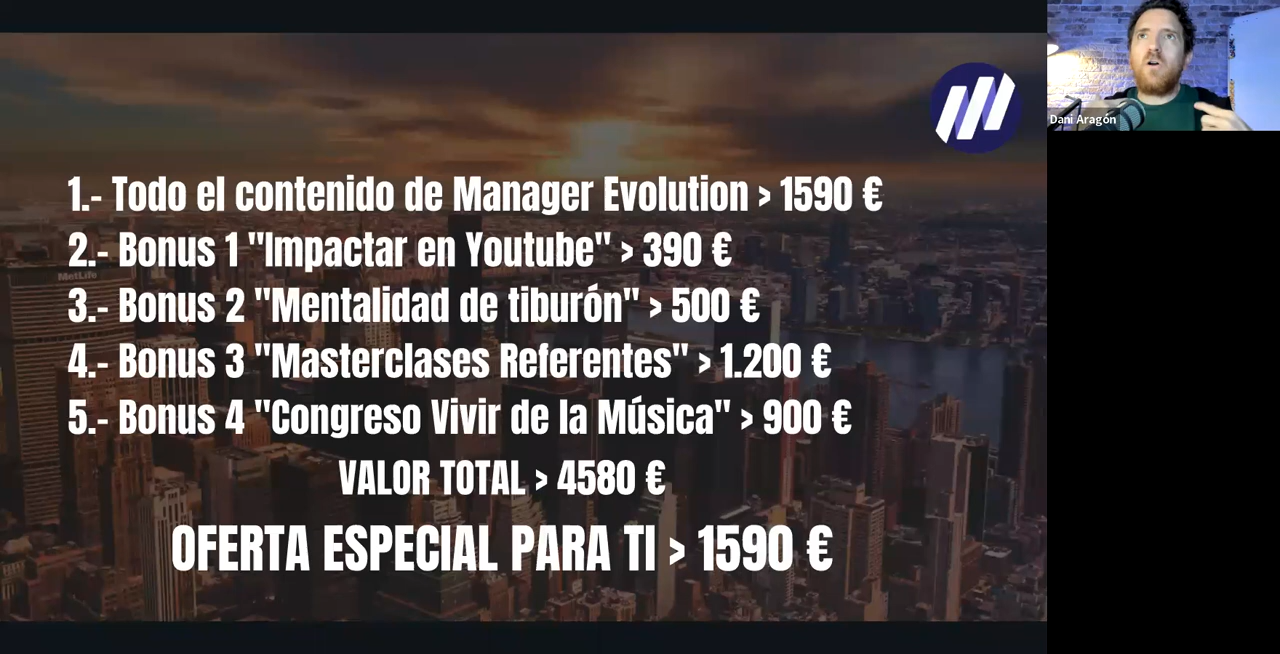 1.- Todo el contenido de Manager Evolution > 1590 €
2.- Bonus 1 "Impactar en Youtube" > 390 €
3.- Bonus 2 "Mentalidad de tiburón" > 500 €
4.- Bonus 3 "Masterclases Referentes" > 1.200 €
5.- Bonus 4 "Congreso Vivir de la Música" > 900 €
VALOR TOTAL > 4580 €
OFERTA ESPECIAL PARA TI > 1590 €
MetLife
Dani Aragón